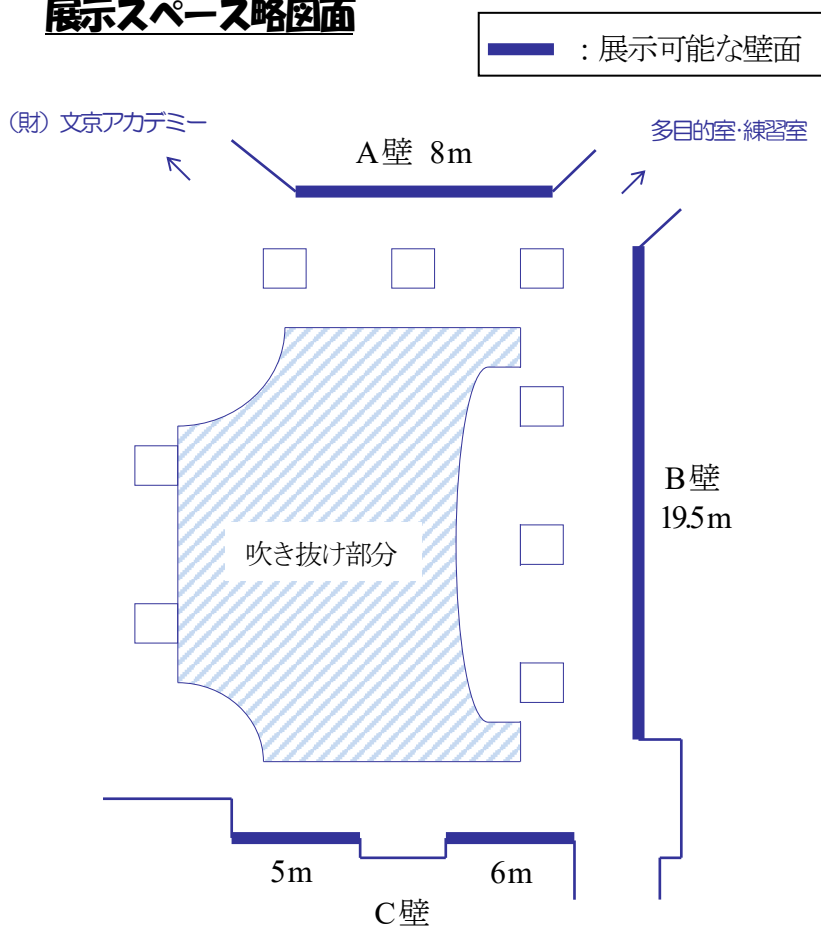 展示スペース略図面
：展示可能な壁面
（財）文京アカデミー
多目的室・練習室
A壁 8m
B壁
19.5m
吹き抜け部分
5m
6m
C壁